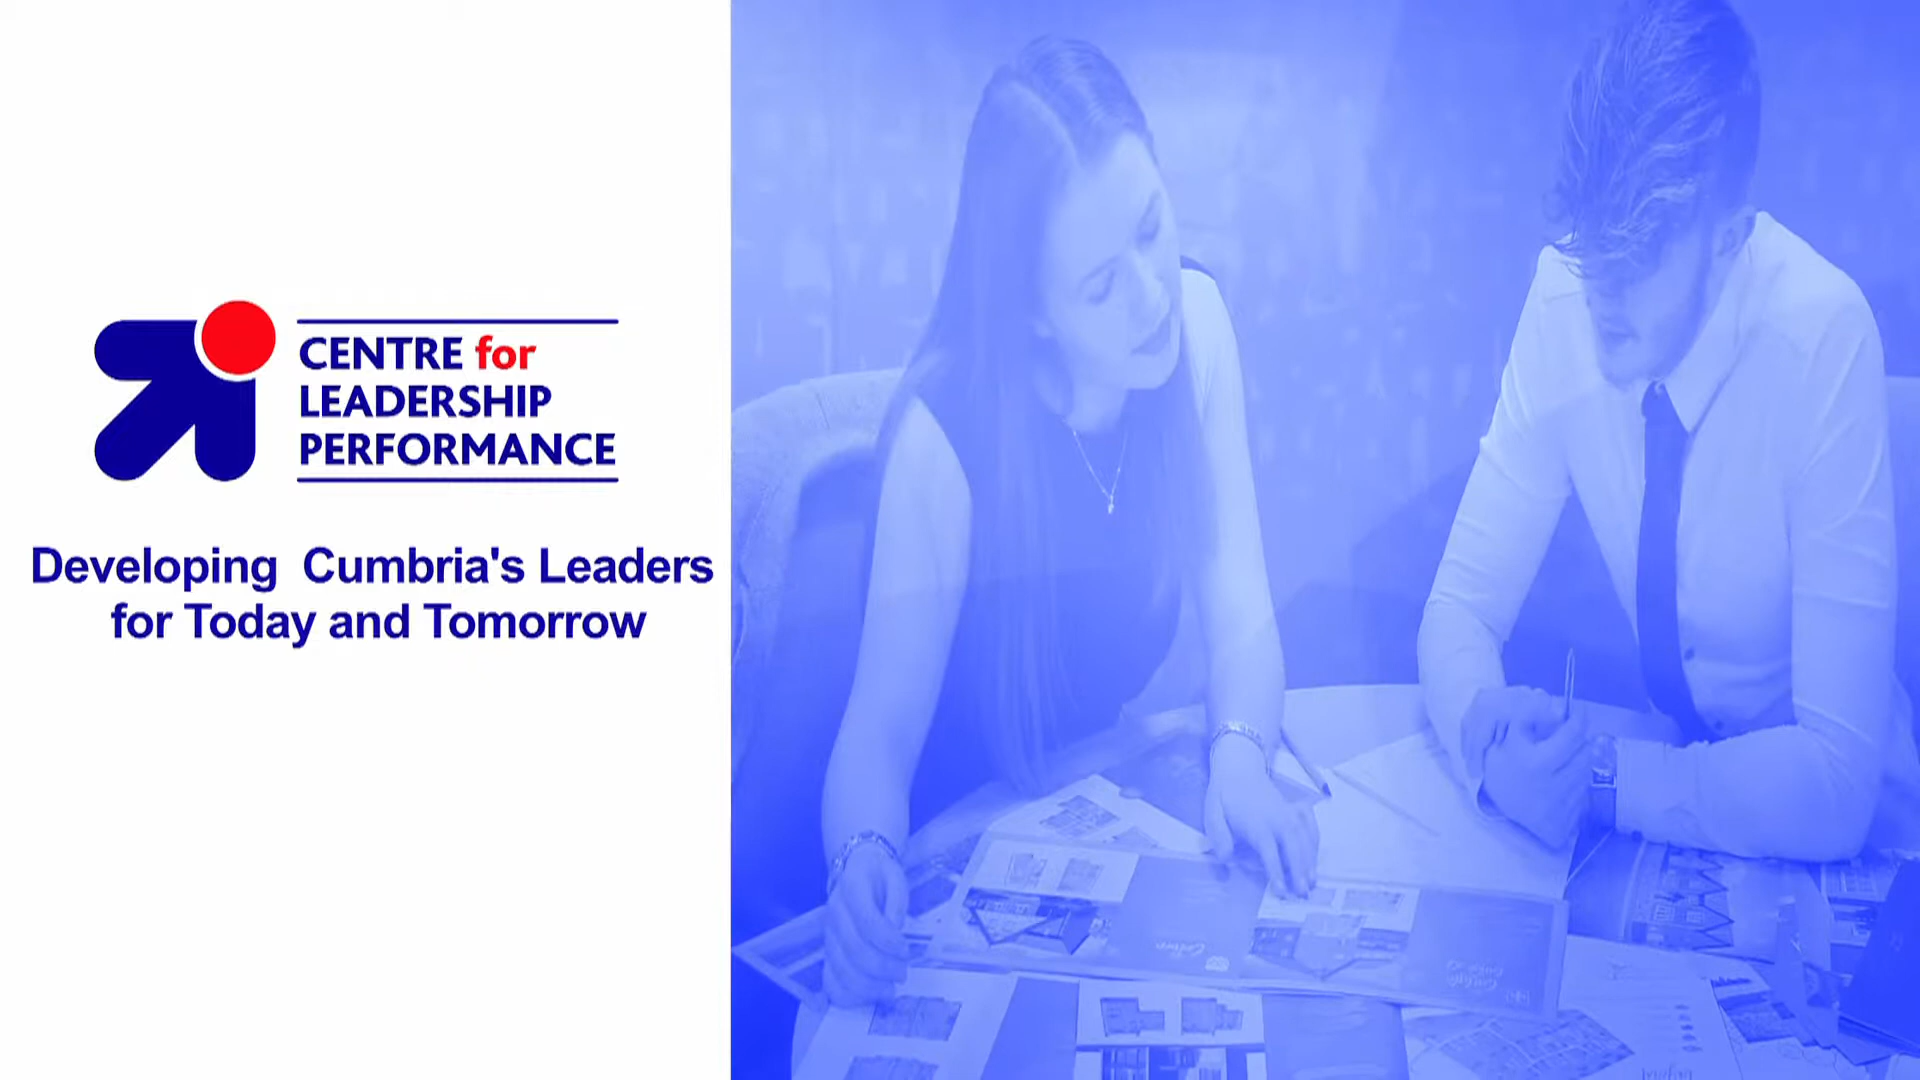 CENTRE for
LEADERSHIP
PERFORMANCE
Developing  Cumbria's Leaders
for Today and Tomorrow